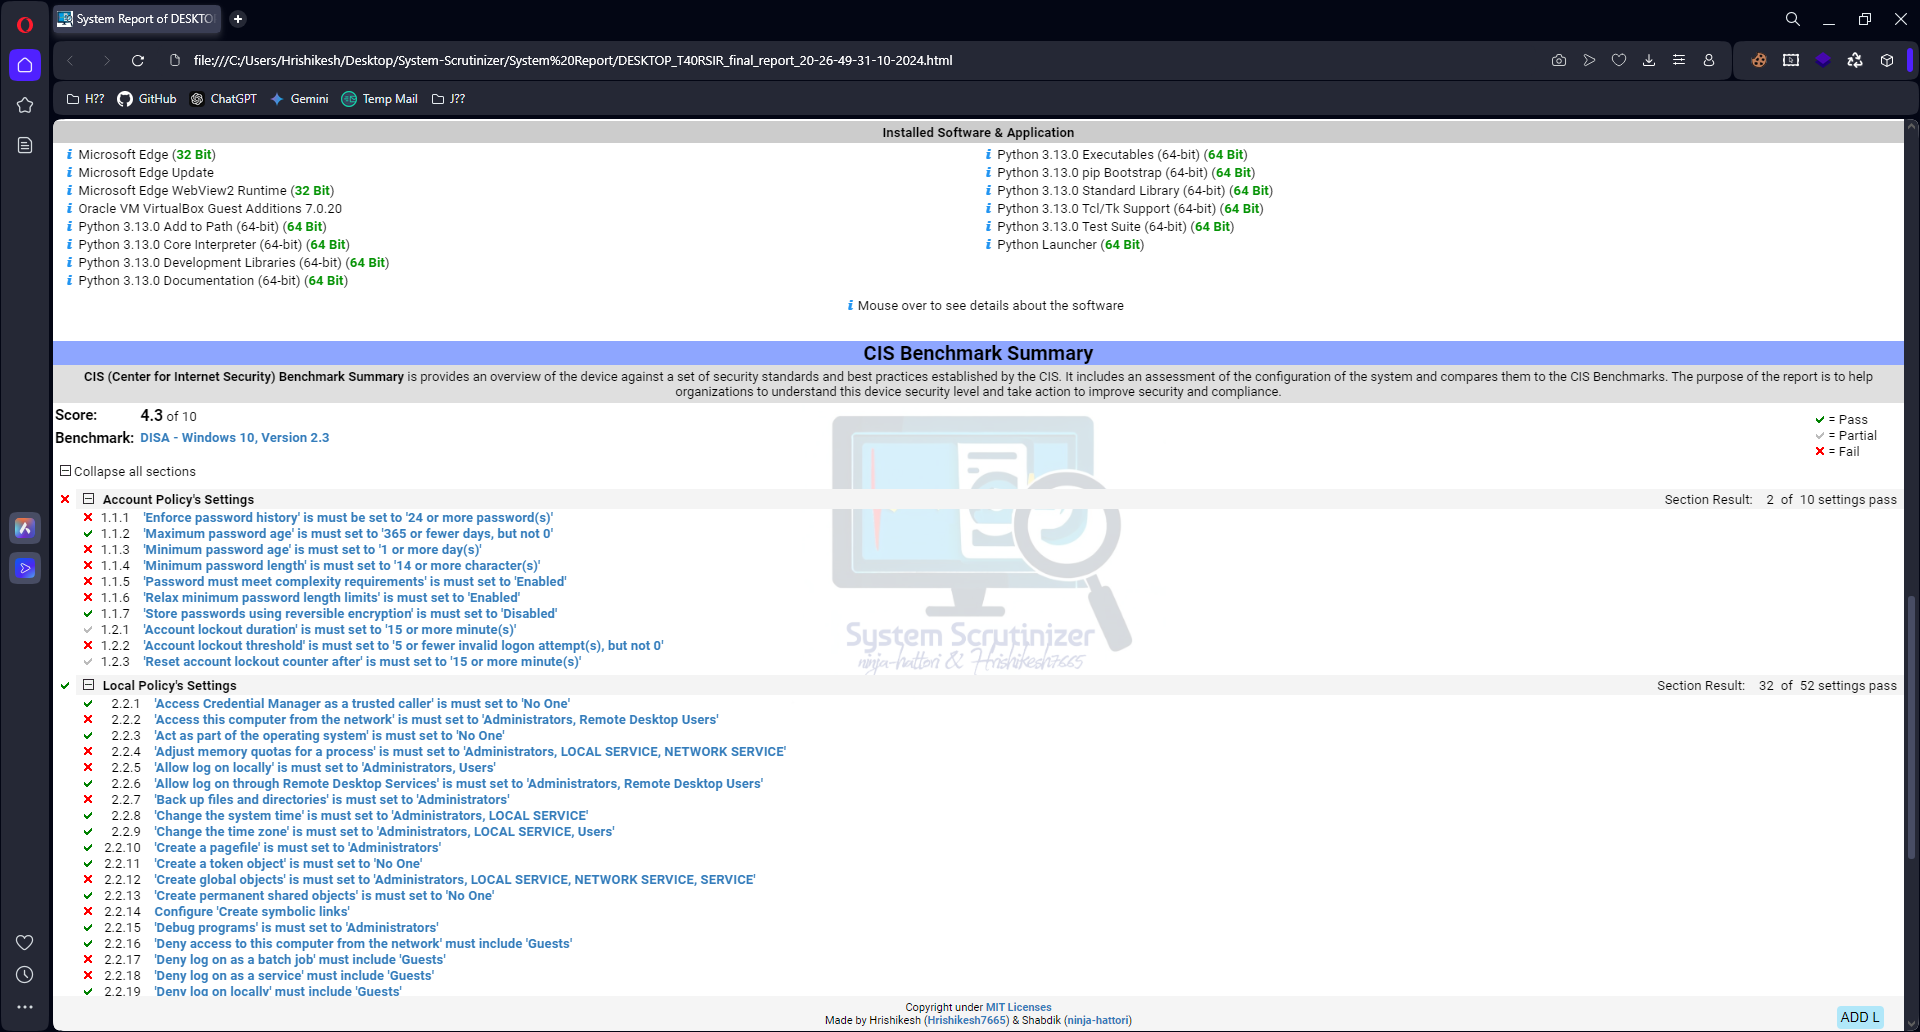 System Report of DESKTO
file:///C:/Users/Hrishikesh/Desktop/System-Scrutinizer/System%20Report/DESKTOP_T40RSIR_final_report_20-26-49-31-10-2024.html
H?? GitHub ChatGPT Gemini Temp Mail J??
Installed Software & Application
i Microsoft Edge (32 Bit)
i Microsoft Edge Update
i Microsoft Edge WebView2 Runtime (32 Bit)
i Oracle VM VirtualBox Guest Additions 7.0.20
i Python 3.13.0 Add to Path (64-bit) (64 Bit)
i Python 3.13.0 Core Interpreter (64-bit) (64 Bit)
i Python 3.13.0 Development Libraries (64-bit) (64 Bit)
i Python 3.13.0 Documentation (64-bit) (64 Bit)
i Python 3.13.0 Executables (64-bit) (64 Bit)
i Python 3.13.0 pip Bootstrap (64-bit) (64 Bit)
i Python 3.13.0 Standard Library (64-bit) (64 Bit)
i Python 3.13.0 Tcl/Tk Support (64-bit) (64 Bit)
i Python 3.13.0 Test Suite (64-bit) (64 Bit)
i Python Launcher (64 Bit)
i Mouse over to see details about the software
CIS Benchmark Summary
CIS (Center for Internet Security) Benchmark Summary is provides an overview of the device against a set of security standards and best practices established by the CIS. It includes an assessment of the configuration of the system and compares them to the CIS Benchmarks. The purpose of the report is to help
organizations to understand this device security level and take action to improve security and compliance.
Score: 4.3 of 10
Benchmark: DISA - Windows 10, Version 2.3
✔ = Pass
✔ = Partial
✖ = Fail
Collapse all sections
Account Policy's Settings Section Result: 2 of 10 settings pass
1.1.1 'Enforce password history' is must be set to '24 or more password(s)'
1.1.2 'Maximum password age' is must set to '365 or fewer days, but not 0'
1.1.3 'Minimum password age' is must set to '1 or more day(s)'
1.1.4 'Minimum password length' is must set to '14 or more character(s)'
1.1.5 'Password must meet complexity requirements' is must set to 'Enabled'
1.1.6 'Relax minimum password length limits' is must set to 'Enabled'
1.1.7 'Store passwords using reversible encryption' is must set to 'Disabled'
1.2.1 'Account lockout duration' is must set to '15 or more minute(s)'
1.2.2 'Account lockout threshold' is must set to '5 or fewer invalid logon attempt(s), but not 0'
1.2.3 'Reset account lockout counter after' is must set to '15 or more minute(s)'
System Scrutinizer
ninja-hattori & Hrishikesh7665
Local Policy's Settings Section Result: 32 of 52 settings pass
2.2.1 'Access Credential Manager as a trusted caller' is must set to 'No One'
2.2.2 'Access this computer from the network' is must set to 'Administrators, Remote Desktop Users'
2.2.3 'Act as part of the operating system' is must set to 'No One'
2.2.4 'Adjust memory quotas for a process' is must set to 'Administrators, LOCAL SERVICE, NETWORK SERVICE'
2.2.5 'Allow log on locally' is must set to 'Administrators, Users'
2.2.6 'Allow log on through Remote Desktop Services' is must set to 'Administrators, Remote Desktop Users'
2.2.7 'Back up files and directories' is must set to 'Administrators'
2.2.8 'Change the system time' is must set to 'Administrators, LOCAL SERVICE'
2.2.9 'Change the time zone' is must set to 'Administrators, LOCAL SERVICE, Users'
2.2.10 'Create a pagefile' is must set to 'Administrators'
2.2.11 'Create a token object' is must set to 'No One'
2.2.12 'Create global objects' is must set to 'Administrators, LOCAL SERVICE, NETWORK SERVICE, SERVICE'
2.2.13 'Create permanent shared objects' is must set to 'No One'
2.2.14 Configure 'Create symbolic links'
2.2.15 'Debug programs' is must set to 'Administrators'
2.2.16 'Deny access to this computer from the network' must include 'Guests'
2.2.17 'Deny log on as a batch job' must include 'Guests'
2.2.18 'Deny log on as a service' must include 'Guests'
2.2.19 'Deny log on locally' must include 'Guests'
Copyright under MIT Licenses
Made by Hrishikesh (Hrishikesh7665) & Shabdik (ninja-hattori)
ADD L